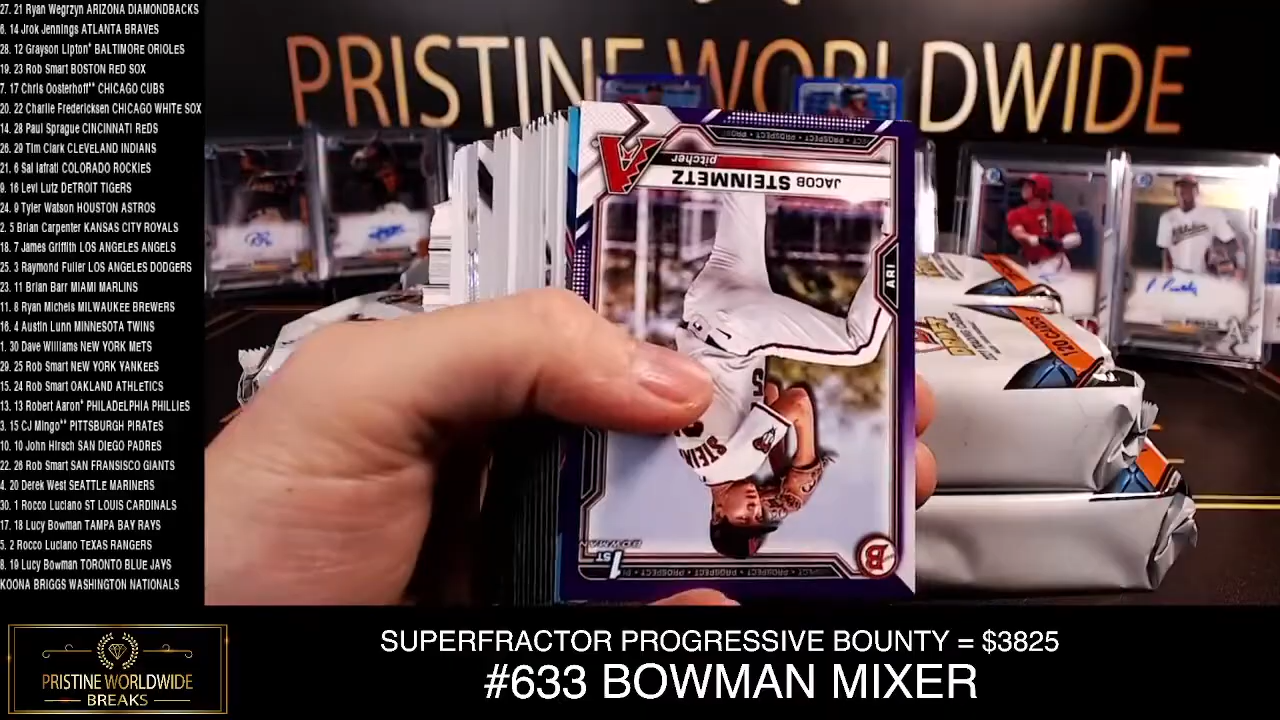 27. 21 Ryan Wegrzyn ARIZONA DIAMONDBACKS
6. 14 Jrok Jennings ATLANTA BRAVES
28. 12 Grayson Lipton* BALTIMORE ORIOLES
19. 23 Rob Smart BOSTON RED SOX
7. 17 Chris Oosterhoff** CHICAGO CUBS
20. 22 Charlie Fredericksen CHICAGO WHITE SOX
14. 28 Paul Sprague CINCINNATI REDS
26. 29 Tim Clark CLEVELAND INDIANS
21. 6 Sal Iafrati COLORADO ROCKIES
9. 16 Levi Lutz DETROIT TIGERS
24. 9 Tyler Watson HOUSTON ASTROS
2. 5 Brian Carpenter KANSAS CITY ROYALS
18. 7 James Griffith LOS ANGELES ANGELS
25. 3 Raymond Fuller LOS ANGELES DODGERS
23. 11 Brian Barr MIAMI MARLINS
11. 8 Ryan Michels MILWAUKEE BREWERS
16. 4 Austin Lunn MINNESOTA TWINS
1. 30 Dave Williams NEW YORK METS
29. 25 Rob Smart NEW YORK YANKEES
15. 24 Rob Smart OAKLAND ATHLETICS
13. 13 Robert Aaron* PHILADELPHIA PHILLIES
3. 15 CJ Mingo** PITTSBURGH PIRATES
10. 10 John Hirsch SAN DIEGO PADRES
22. 26 Rob Smart SAN FRANSISCO GIANTS
4. 20 Derek West SEATTLE MARINERS
30. 1 Rocco Luciano ST LOUIS CARDINALS
17. 18 Lucy Bowman TAMPA BAY RAYS
5. 2 Rocco Luciano TEXAS RANGERS
8. 19 Lucy Bowman TORONTO BLUE JAYS
KOONA BRIGGS WASHINGTON NATIONALS
PRISTINE WORLDWIDE
PROSPECT • PROSPECT
pitcher
JACOB STEINMETZ
ARI
STEIN
1ST
BOWMAN
B
PROSPECT • PROSPECT • PROSPECT
120 CARDS
PRISTINE WORLDWIDE
BREAKS
SUPERFRACTOR PROGRESSIVE BOUNTY = $3825
#633 BOWMAN MIXER